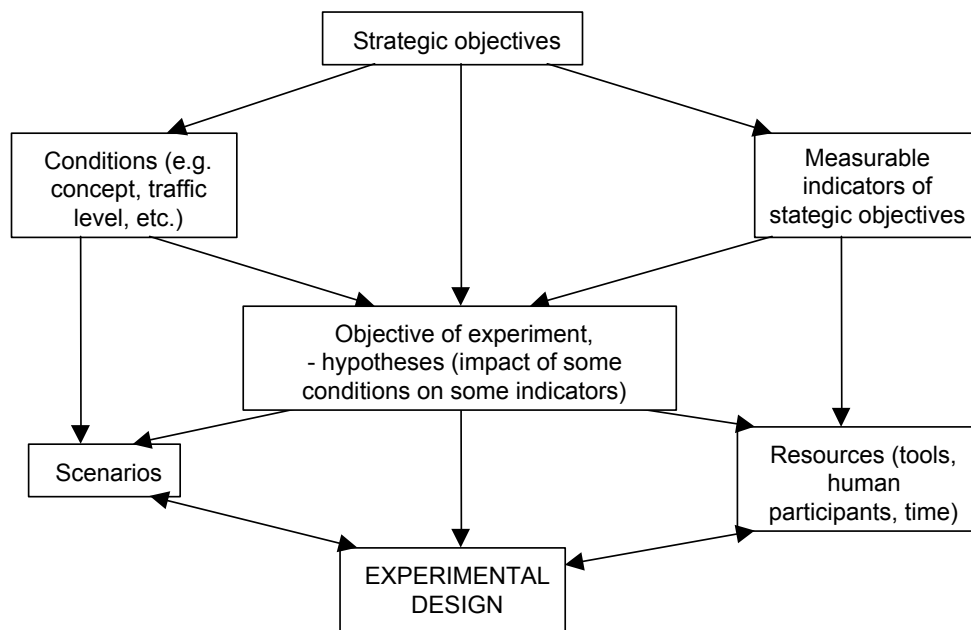 Strategic objectives
Conditions (e.g.
concept, traffic
level, etc.)
Measurable
indicators of
stategic objectives
Objective of experiment,
- hypotheses (impact of some
conditions on some indicators)
Scenarios
Resources (tools,
human
participants, time)
EXPERIMENTAL
DESIGN